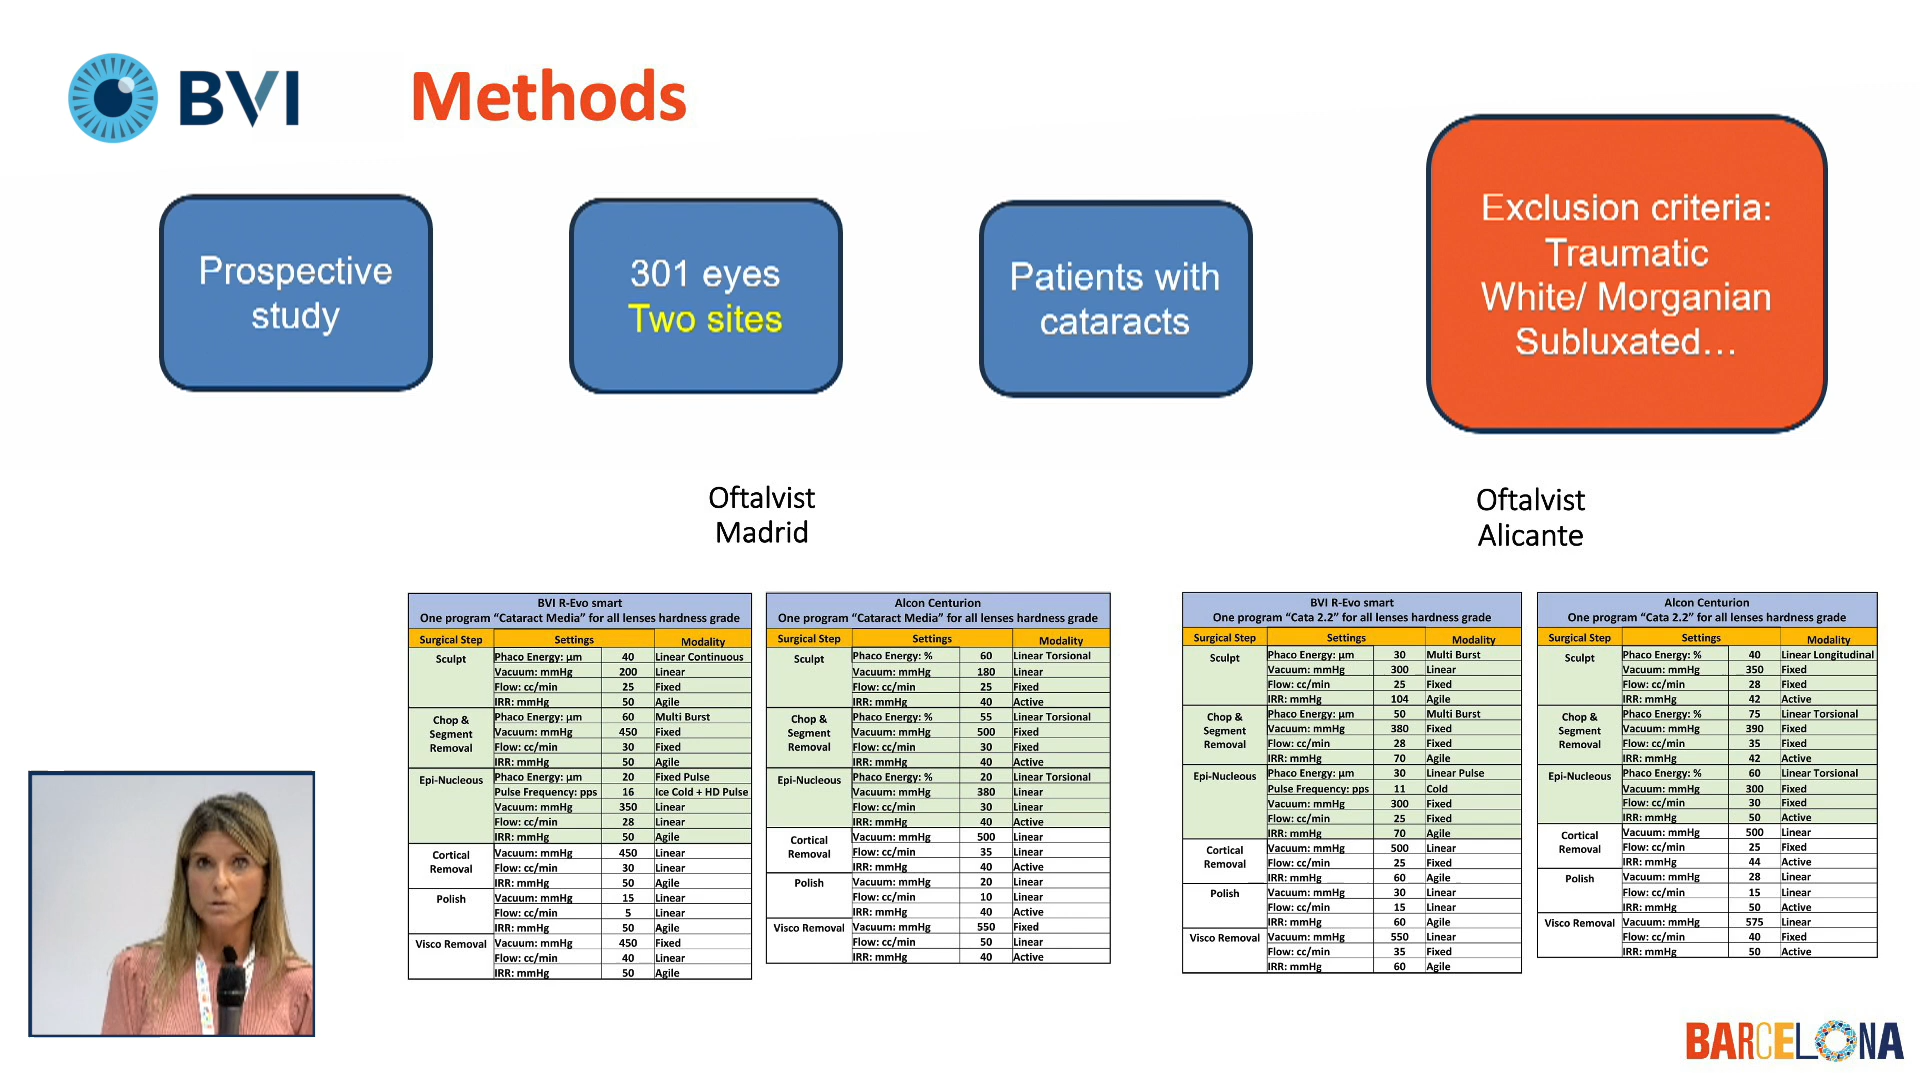 BVI
Methods
Prospective
study
301 eyes
Two sites
Patients with
cataracts
Exclusion criteria:
Traumatic
White/ Morganian
Subluxated…
Oftalvist
Madrid
Oftalvist
Alicante
BVI R-Evo smart
One program “Cataract Media” for all lenses hardness grade
Surgical Step Settings Modality
Sculpt Phaco Energy: µm 40 Linear Continuous
Vacuum: mmHg 200 Linear
Flow: cc/min 25 Fixed
IRR: mmHg 50 Agile
Chop & Segment Removal Phaco Energy: µm 60 Multi Burst
Vacuum: mmHg 450 Fixed
Flow: cc/min 30 Fixed
IRR: mmHg 50 Agile
Epi-Nucleous Phaco Energy: µm 20 Fixed Pulse
Pulse Frequency: pps 16 Ice Cold + HD Pulse
Vacuum: mmHg 350 Linear
Flow: cc/min 28 Linear
IRR: mmHg 50 Agile
Cortical Removal Vacuum: mmHg 450 Linear
Flow: cc/min 30 Linear
IRR: mmHg 50 Agile
Polish Vacuum: mmHg 15 Linear
Flow: cc/min 5 Linear
IRR: mmHg 50 Agile
Visco Removal Vacuum: mmHg 450 Fixed
Flow: cc/min 40 Linear
IRR: mmHg 50 Agile
Alcon Centurion
One program “Cataract Media” for all lenses hardness grade
Surgical Step Settings Modality
Sculpt Phaco Energy: % 60 Linear Torsional
Vacuum: mmHg 180 Linear
Flow: cc/min 25 Fixed
IRR: mmHg 40 Active
Chop & Segment Removal Phaco Energy: % 55 Linear Torsional
Vacuum: mmHg 500 Fixed
Flow: cc/min 30 Fixed
IRR: mmHg 40 Active
Epi-Nucleous Phaco Energy: % 20 Linear Torsional
Vacuum: mmHg 380 Linear
Flow: cc/min 30 Linear
IRR: mmHg 40 Active
Cortical Removal Vacuum: mmHg 500 Linear
Flow: cc/min 35 Linear
IRR: mmHg 40 Active
Polish Vacuum: mmHg 20 Linear
Flow: cc/min 10 Linear
IRR: mmHg 40 Active
Visco Removal Vacuum: mmHg 550 Fixed
Flow: cc/min 50 Linear
IRR: mmHg 40 Active
BVI R-Evo smart
One program “Cata 2.2” for all lenses hardness grade
Surgical Step Settings Modality
Sculpt Phaco Energy: µm 30 Multi Burst
Vacuum: mmHg 300 Linear
Flow: cc/min 25 Fixed
IRR: mmHg 104 Agile
Chop & Segment Removal Phaco Energy: µm 50 Multi Burst
Vacuum: mmHg 380 Fixed
Flow: cc/min 28 Fixed
IRR: mmHg 70 Agile
Epi-Nucleous Phaco Energy: µm 30 Linear Pulse
Pulse Frequency: pps 11 Cold
Vacuum: mmHg 300 Fixed
Flow: cc/min 25 Fixed
IRR: mmHg 70 Agile
Cortical Removal Vacuum: mmHg 500 Linear
Flow: cc/min 25 Fixed
IRR: mmHg 60 Agile
Polish Vacuum: mmHg 30 Linear
Flow: cc/min 15 Linear
IRR: mmHg 60 Agile
Visco Removal Vacuum: mmHg 550 Linear
Flow: cc/min 35 Fixed
IRR: mmHg 60 Agile
Alcon Centurion
One program “Cata 2.2” for all lenses hardness grade
Surgical Step Settings Modality
Sculpt Phaco Energy: % 40 Linear Longitudinal
Vacuum: mmHg 350 Fixed
Flow: cc/min 28 Fixed
IRR: mmHg 42 Active
Chop & Segment Removal Phaco Energy: % 75 Linear Torsional
Vacuum: mmHg 390 Fixed
Flow: cc/min 35 Fixed
IRR: mmHg 42 Active
Epi-Nucleous Phaco Energy: % 60 Linear Torsional
Vacuum: mmHg 300 Fixed
Flow: cc/min 30 Fixed
IRR: mmHg 50 Active
Cortical Removal Vacuum: mmHg 500 Linear
Flow: cc/min 25 Fixed
IRR: mmHg 44 Active
Polish Vacuum: mmHg 28 Linear
Flow: cc/min 15 Linear
IRR: mmHg 50 Active
Visco Removal Vacuum: mmHg 575 Linear
Flow: cc/min 40 Fixed
IRR: mmHg 50 Active
BARCELONA